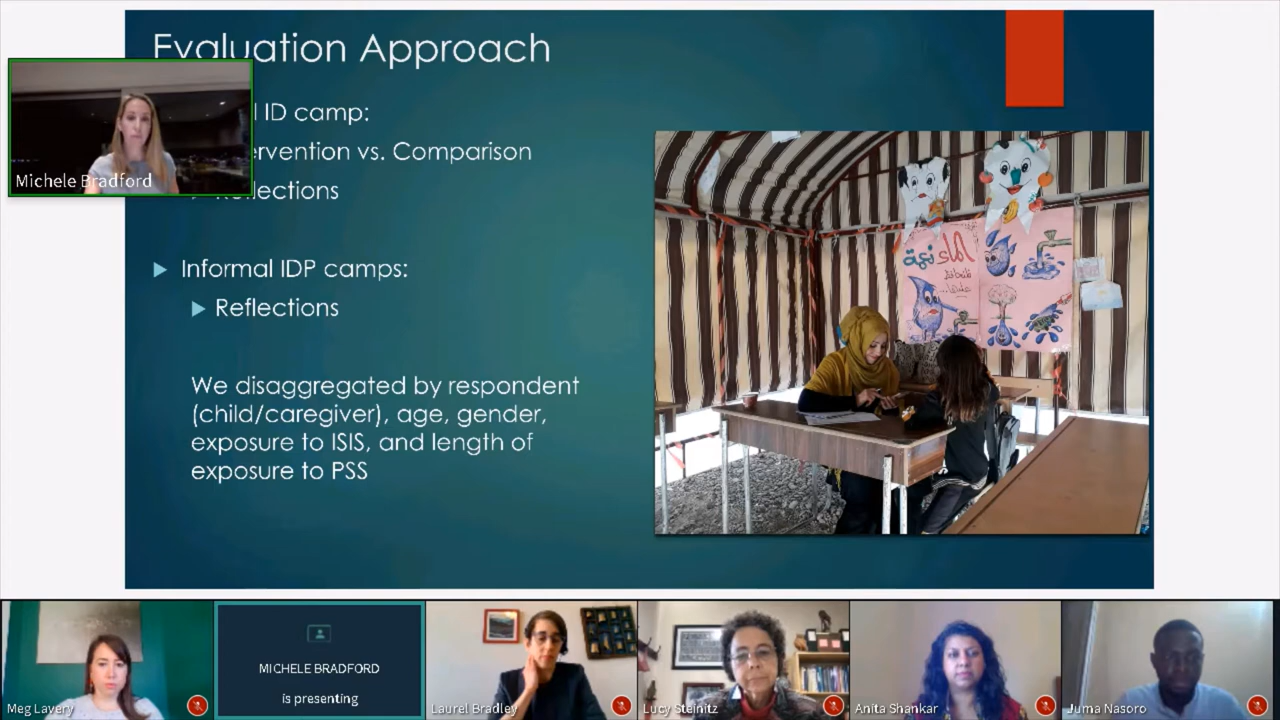 Evaluation Approach
ID camp:
vs. Comparison
Informal IDP camps:
Reflections
We disaggregated by respondent
(child/caregiver), age, gender,
exposure to ISIS, and length of
exposure to PSS
الماء نعمة
Michele Bradford
MICHELE BRADFORD
is presenting
Meg Lavery
Laurel Bradley
Lucy Steinitz
Anita Shankar
Juma Nasoro